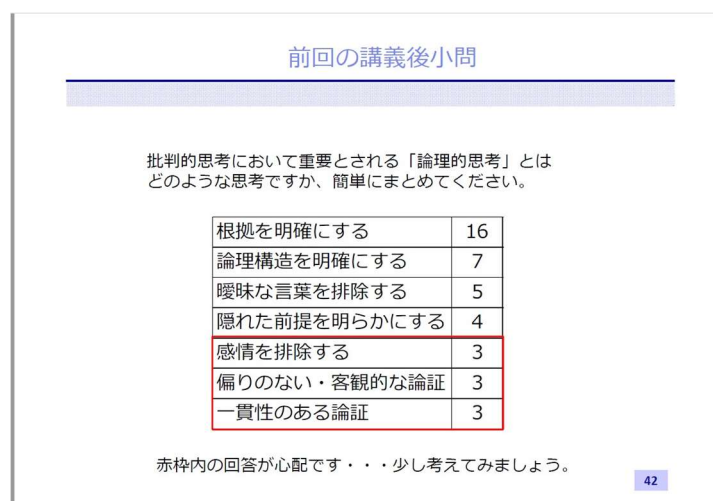 前回の講義後小問
批判的思考において重要とされる「論理的思考」とは
どのような思考ですか、簡単にまとめてください。
根拠を明確にする 16
論理構造を明確にする 7
曖昧な言葉を排除する 5
隠れた前提を明らかにする 4
感情を排除する 3
偏りのない・客観的な論証 3
一貫性のある論証 3
赤枠内の回答が心配です・・・少し考えてみましょう。
42